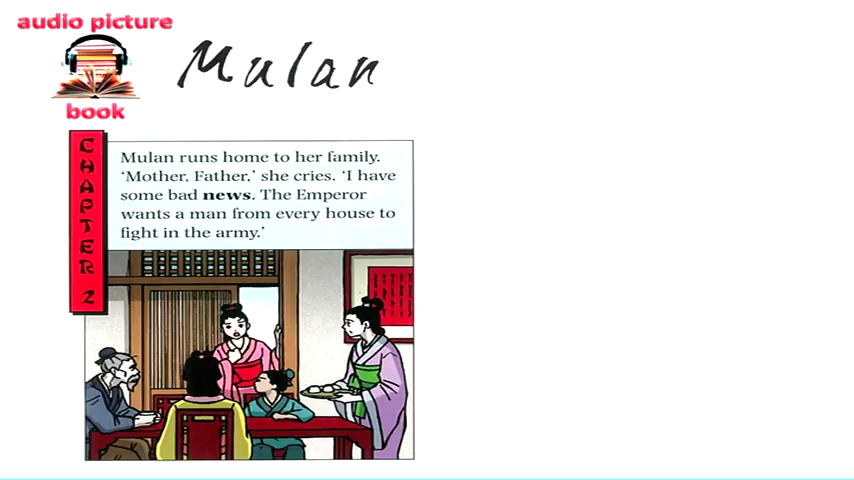 audio picture
book
Mulan
CHAPTER 2
Mulan runs home to her family.
‘Mother, Father,’ she cries. ‘I have
some bad news. The Emperor
wants a man from every house to
fight in the army.’